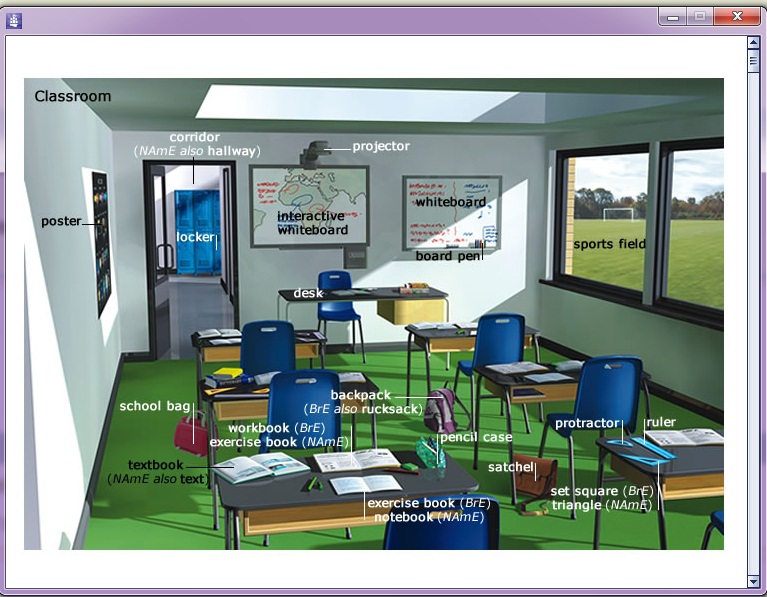 Classroom
corridor
(NAmE also hallway)
projector
poster
locker
interactive
whiteboard
whiteboard
board pen
sports field
desk
school bag
backpack
(BrE also rucksack)
workbook (BrE)
exercise book (NAmE)
pencil case
protractor
ruler
textbook
(NAmE also text)
satchel
set square (BrE)
triangle (NAmE)
exercise book (BrE)
notebook (NAmE)